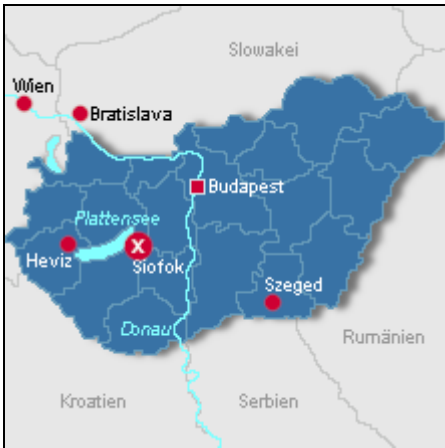 Slowakei
Wien
Bratislava
Budapest
Plattensee
Heviz
X
Siofok
Szeged
Donau
Rumänien
Kroatien
Serbien